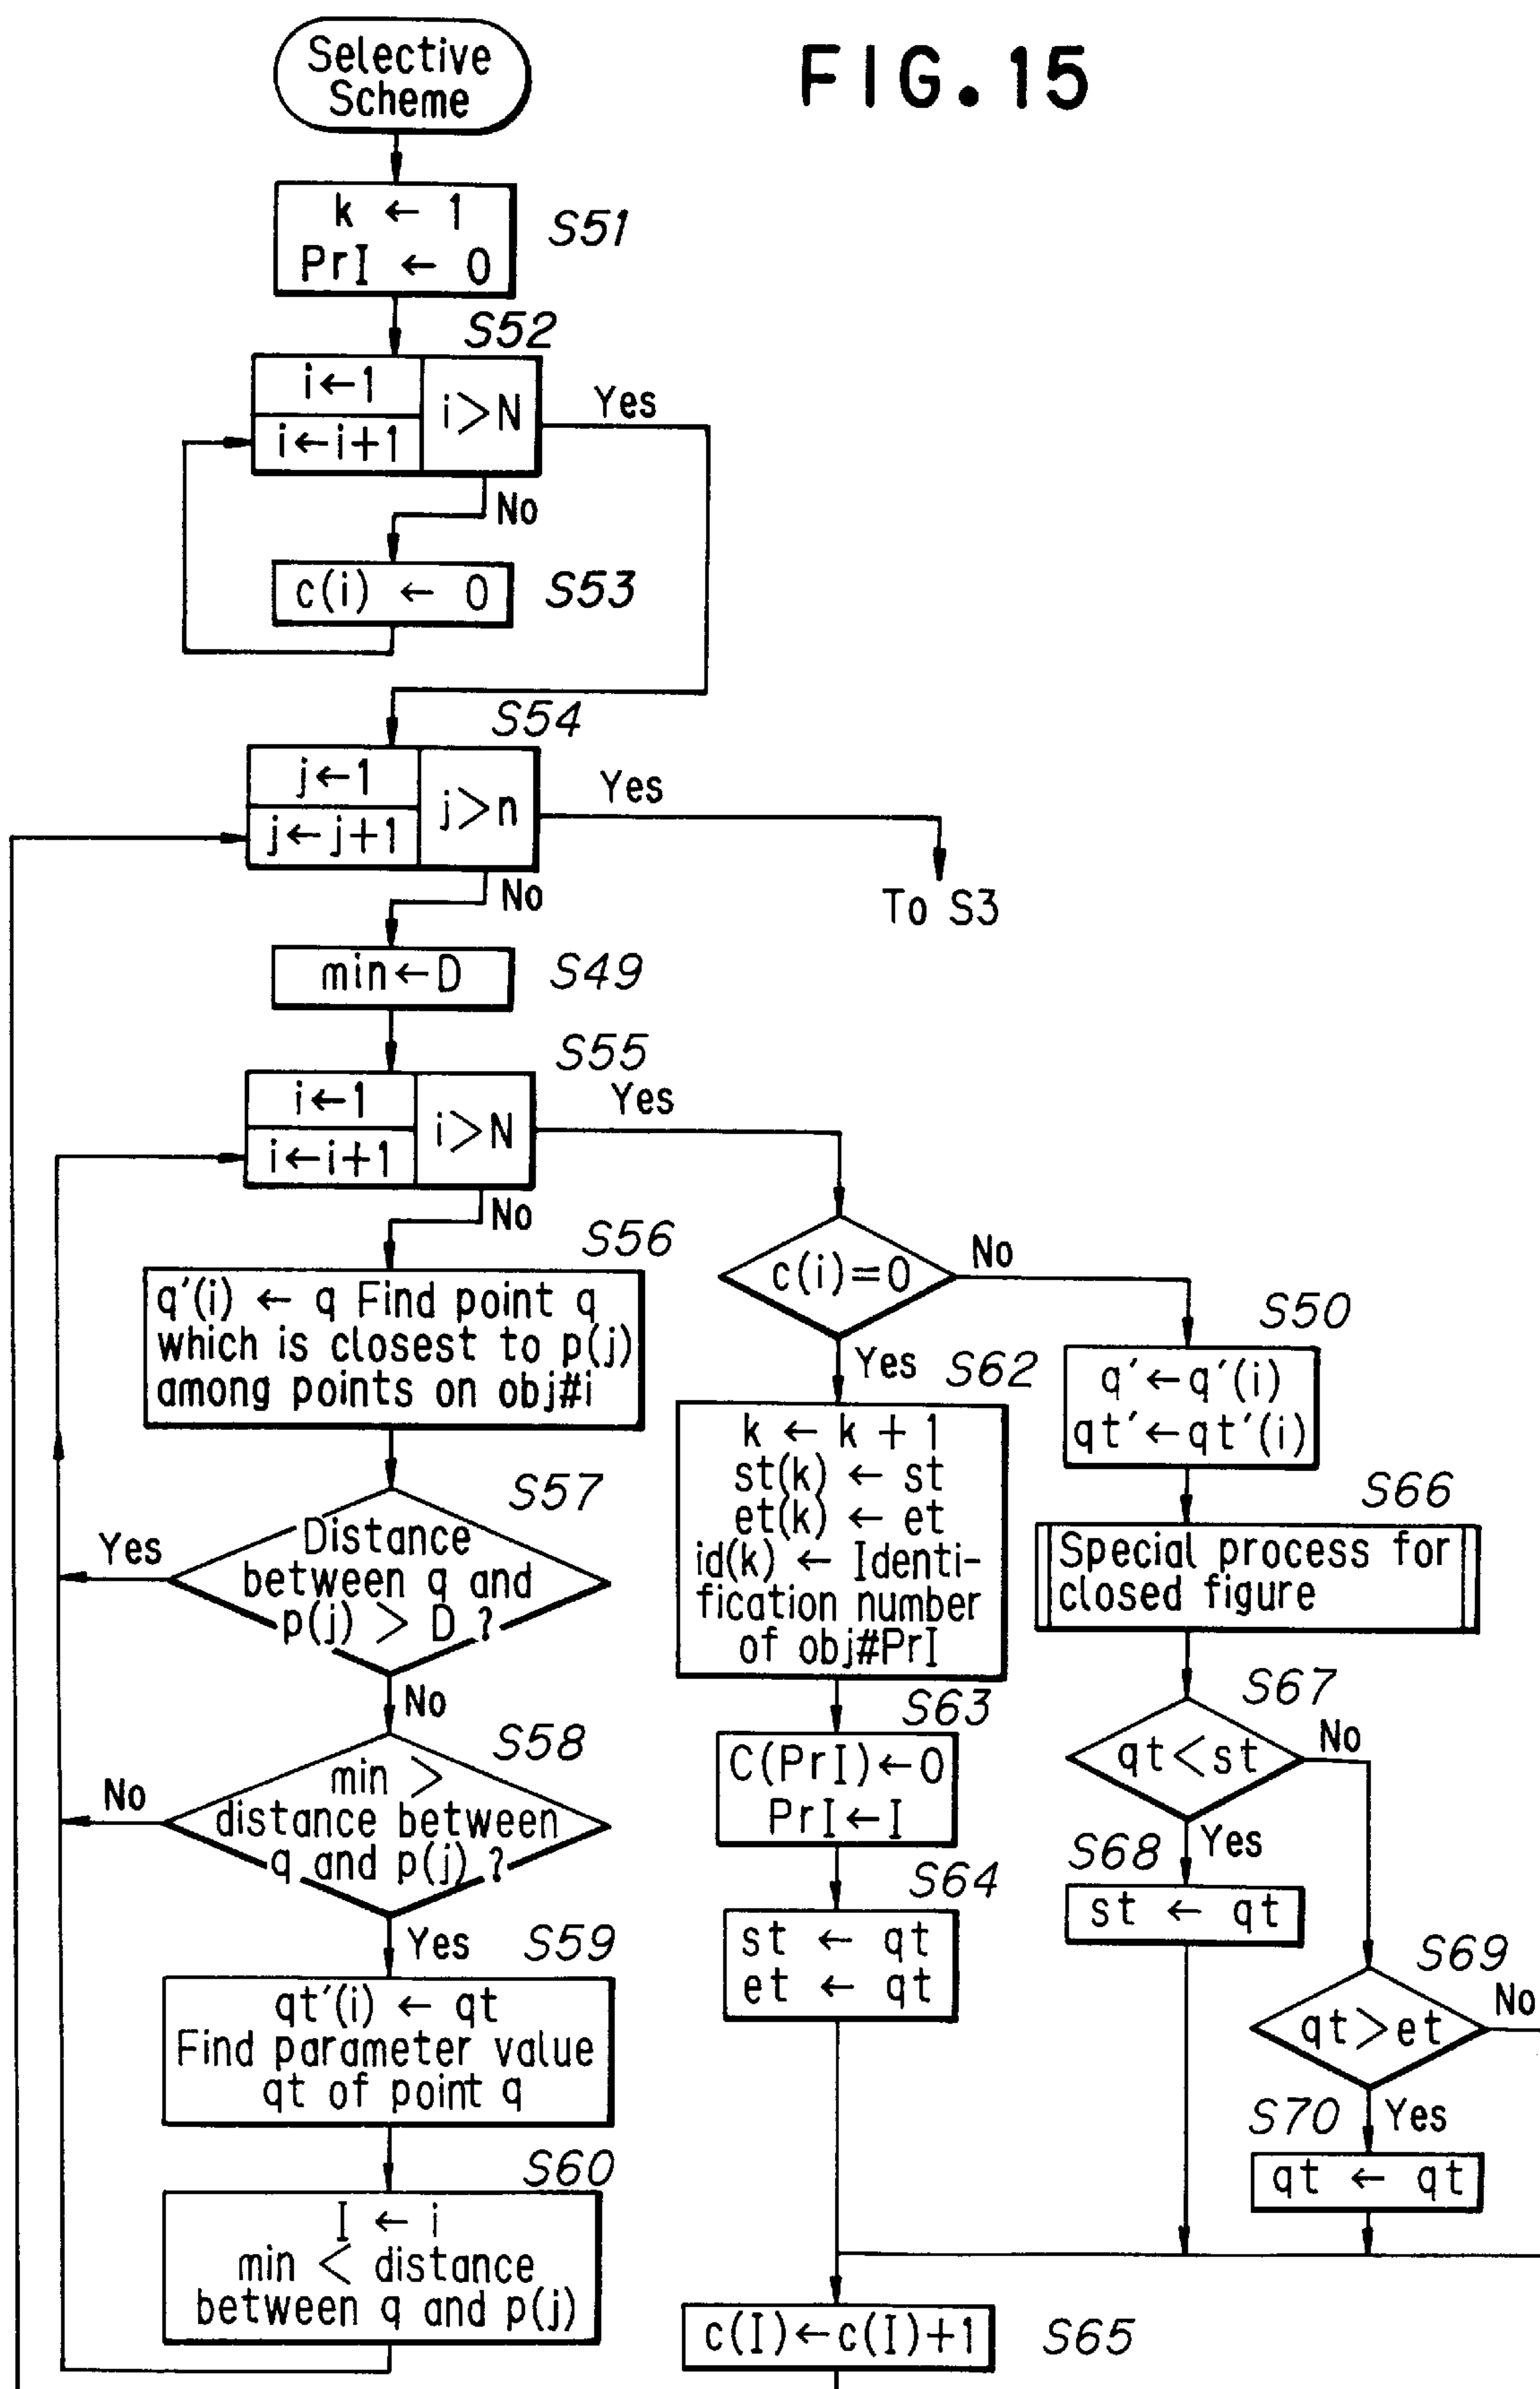 FIG.15
Selective
Scheme
k ← 1
PrI ← 0
S51
S52
i←1
i←i+1
i>N
Yes
No
c(i) ← 0
S53
S54
j←1
j←j+1
j>n
Yes
To S3
No
min←D
S49
S55
i←1
i←i+1
i>N
Yes
No
S56
q'(i) ← q Find point q
which is closest to p(j)
among points on obj#i
S57
Distance
between q and
p(j) > D ?
Yes
No
S58
min >
distance between
q and p(j) ?
No
Yes
S59
qt'(i) ← qt
Find parameter value
qt of point q
S60
I ← i
min < distance
between q and p(j)
c(i)=0
No
Yes
S62
k ← k + 1
st(k) ← st
et(k) ← et
id(k) ← Identi-
fication number
of obj#PrI
S63
C(PrI)←0
PrI←I
S64
st ← qt
et ← qt
S50
q'←q'(i)
qt'←qt'(i)
S66
Special process for
closed figure
S67
qt<st
No
Yes
S68
st ← qt
S69
qt>et
No
Yes
S70
qt ← qt
c(I)←c(I)+1
S65